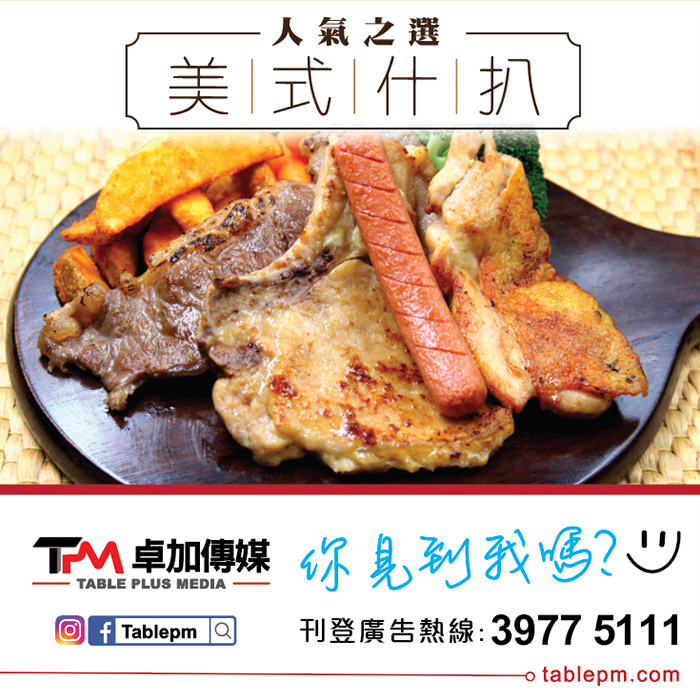 人氣之選
美式什扒
TPM 卓加傳媒
TABLE PLUS MEDIA
你見到我嗎?
Tablepm
刊登廣告熱線: 3977 5111
tablepm.com